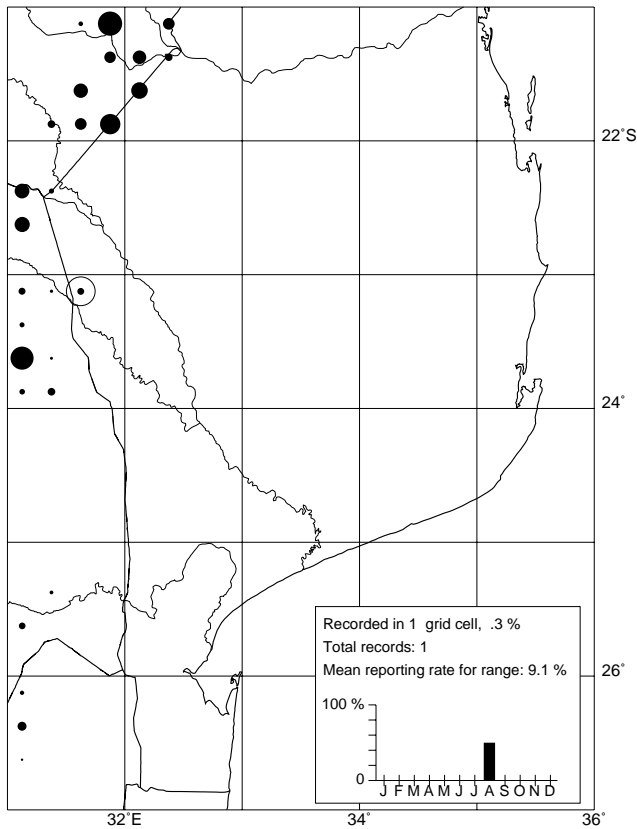 22˚S
24˚
Recorded in 1 grid cell, .3 %
Total records: 1
Mean reporting rate for range: 9.1 %
26˚
100 %
0
J F M A M J J A S O N D
32˚E
34˚
36˚